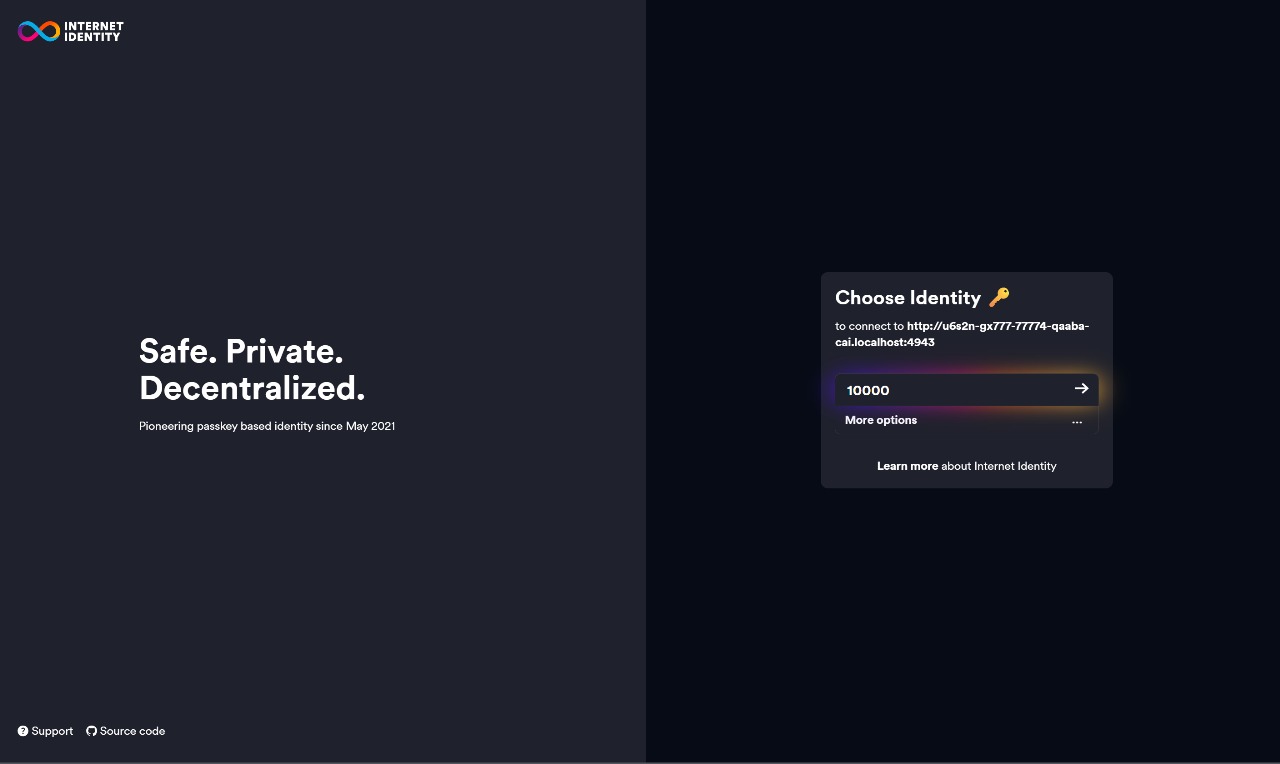 INTERNET
IDENTITY
Safe. Private.
Decentralized.
Pioneering passkey based identity since May 2021
Support
Source code
Choose Identity 🔑
to connect to http://u6s2n-gx777-77774-qaaba-
cai.localhost:4943
10000
More options ...
Learn more about Internet Identity